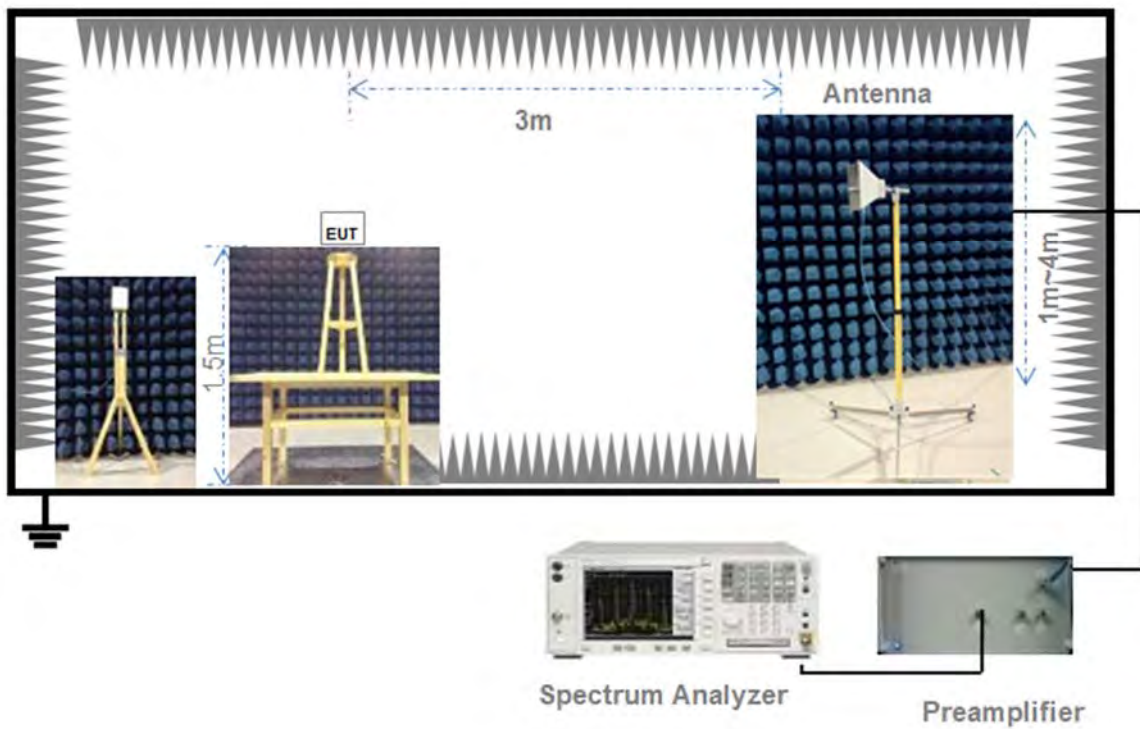 Antenna
3m
EUT
1.5m
1m~4m
Spectrum Analyzer
Preamplifier